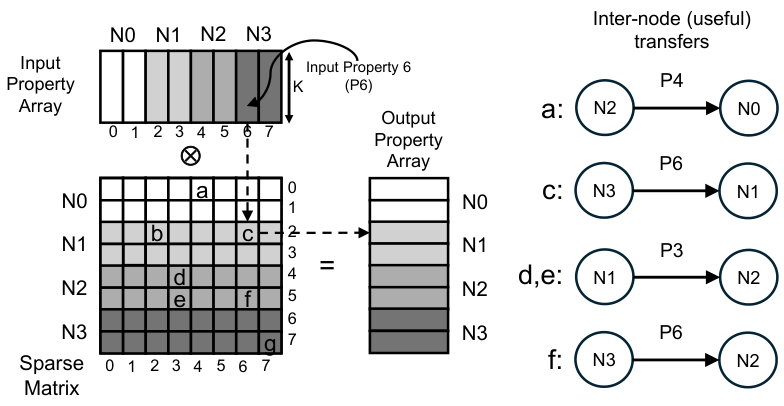 N0 N1 N2 N3
Input
Property
Array
Input Property 6
(P6)
K
0 1 2 3 4 5 6 7
⊗
Output
Property
Array
N0
N1
N2
N3
a
b c
d
e f
g
0
1
2
3
4
5
6
7
=
N0
N1
N2
N3
Sparse
Matrix
0 1 2 3 4 5 6 7
Inter-node (useful)
transfers
a: N2 P4 N0
c: N3 P6 N1
d,e: N1 P3 N2
f: N3 P6 N2